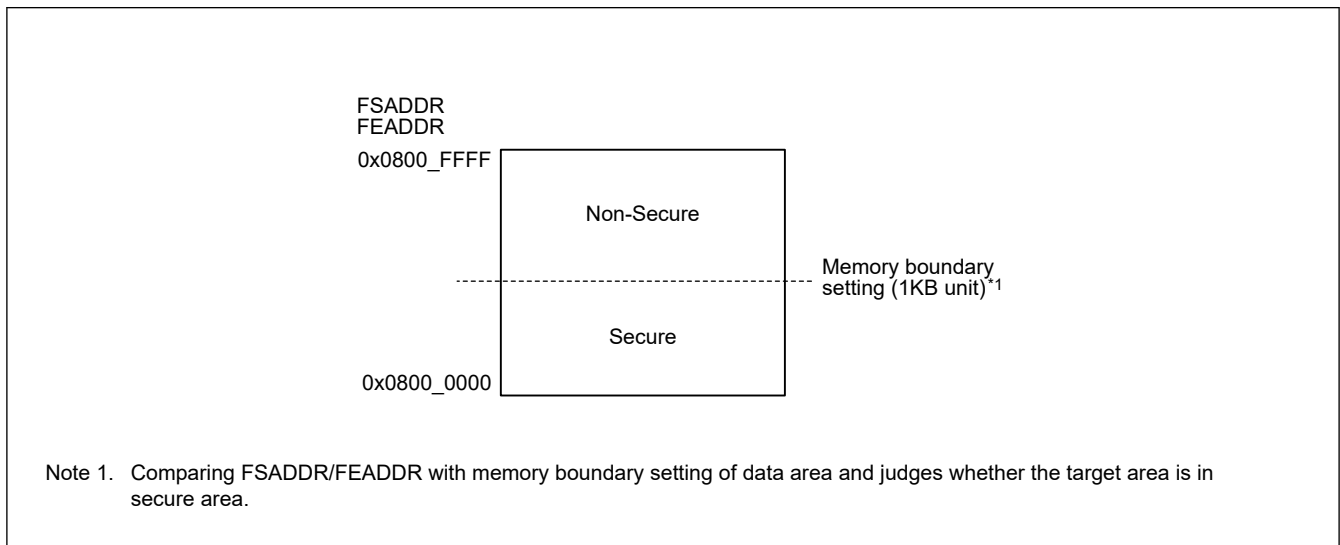 FSADDR
FEADDR
0x0800_FFFF
Non-Secure
Memory boundary
setting (1KB unit)*1
Secure
0x0800_0000
Note 1. Comparing FSADDR/FEADDR with memory boundary setting of data area and judges whether the target area is in
secure area.